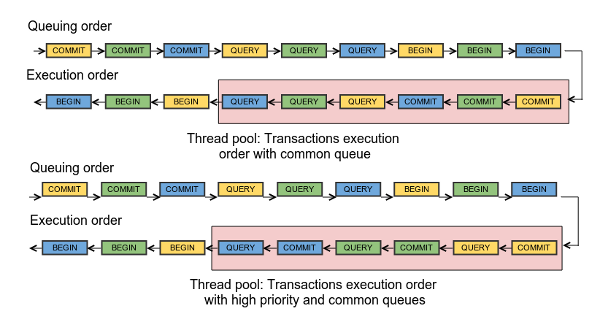 Queuing order
COMMIT COMMIT COMMIT QUERY QUERY QUERY BEGIN BEGIN BEGIN
Execution order
BEGIN BEGIN BEGIN QUERY QUERY QUERY COMMIT COMMIT COMMIT
Thread pool: Transactions execution
order with common queue
Queuing order
COMMIT COMMIT COMMIT QUERY QUERY QUERY BEGIN BEGIN BEGIN
Execution order
BEGIN BEGIN BEGIN QUERY COMMIT QUERY COMMIT QUERY COMMIT
Thread pool: Transactions execution order
with high priority and common queues